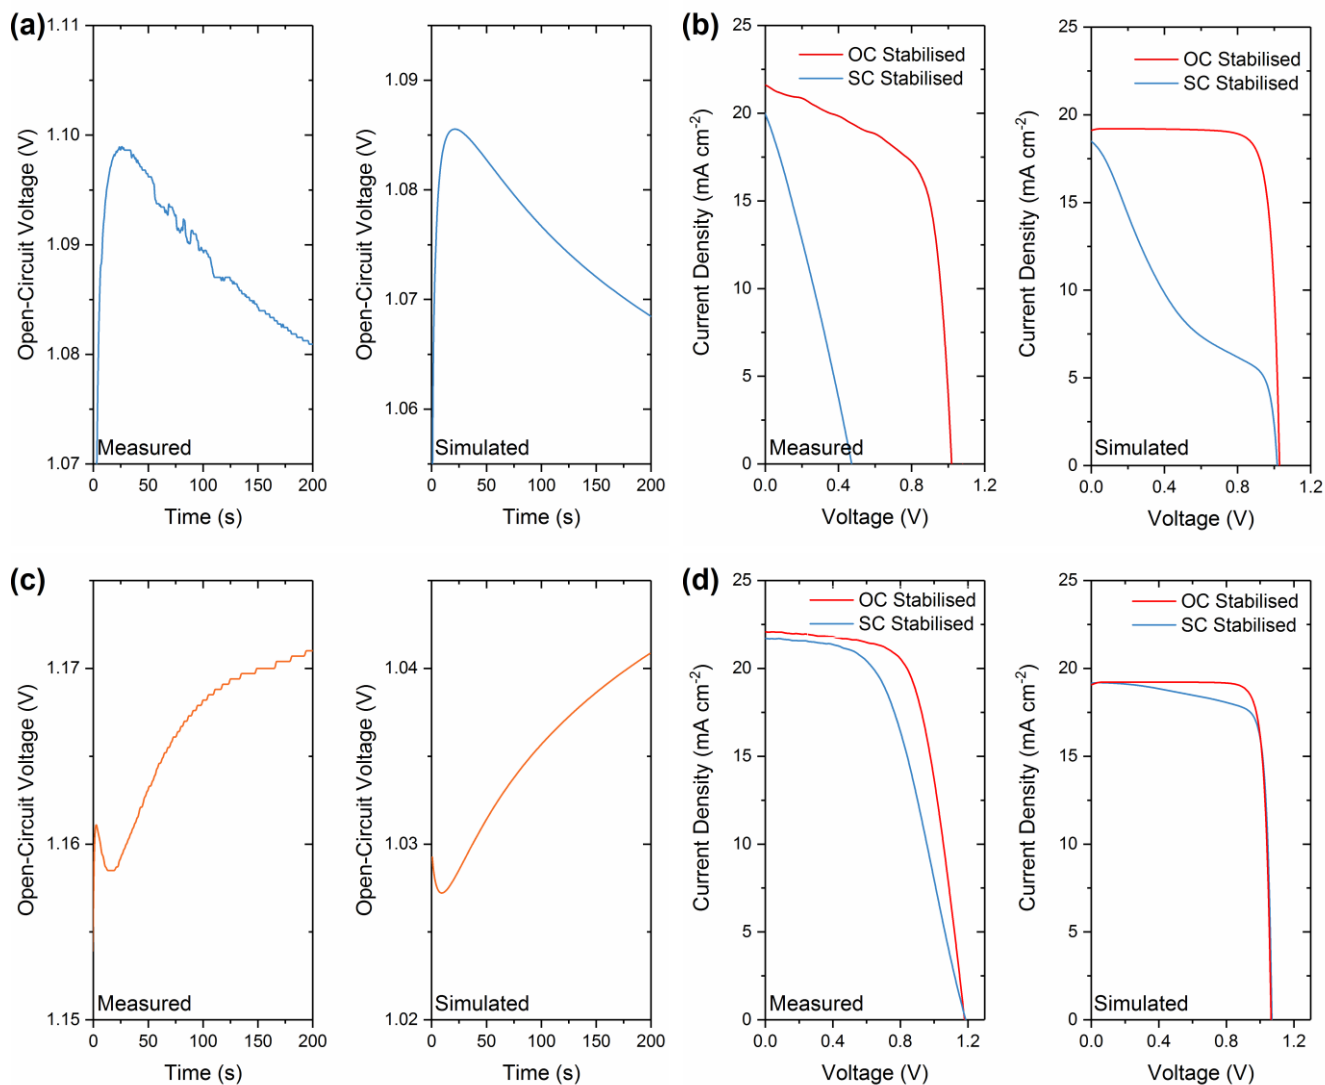 (a)
1.11
1.10
1.09
1.08
1.07
Open-Circuit Voltage (V)
Measured
0 50 100 150 200
Time (s)
1.09
1.08
1.07
1.06
Open-Circuit Voltage (V)
Simulated
0 50 100 150 200
Time (s)
(b)
25
20
15
10
5
0
Current Density (mA cm⁻²)
OC Stabilised
SC Stabilised
Measured
0.0 0.4 0.8 1.2
Voltage (V)
25
20
15
10
5
0
Current Density (mA cm⁻²)
OC Stabilised
SC Stabilised
Simulated
0.0 0.4 0.8 1.2
Voltage (V)
(c)
1.17
1.16
1.15
Open-Circuit Voltage (V)
Measured
0 50 100 150 200
Time (s)
1.04
1.03
1.02
Open-Circuit Voltage (V)
Simulated
0 50 100 150 200
Time (s)
(d)
25
20
15
10
5
0
Current Density (mA cm⁻²)
OC Stabilised
SC Stabilised
Measured
0.0 0.4 0.8 1.2
Voltage (V)
25
20
15
10
5
0
Current Density (mA cm⁻²)
OC Stabilised
SC Stabilised
Simulated
0.0 0.4 0.8 1.2
Voltage (V)